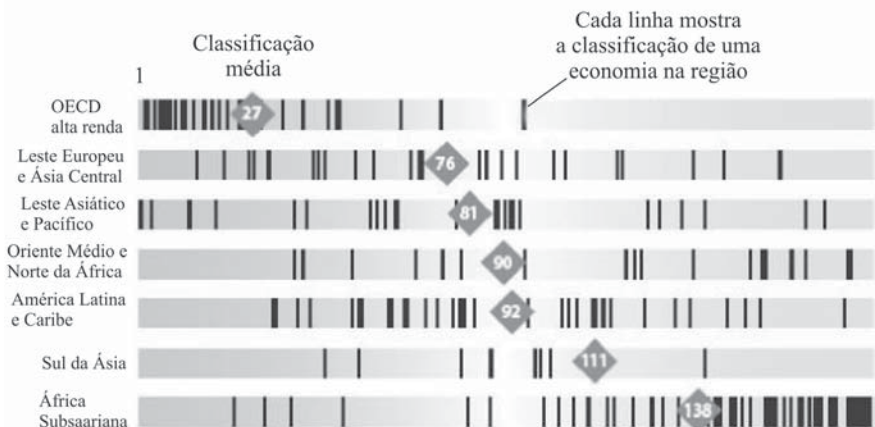 Cada linha mostra
a classificação de uma
economia na região
Classificação
média
1
OECD
alta renda
27
Leste Europeu
e Ásia Central
76
Leste Asiático
e Pacífico
81
Oriente Médio e
Norte da África
90
América Latina
e Caribe
92
Sul da Ásia
111
África
Subsaariana
138